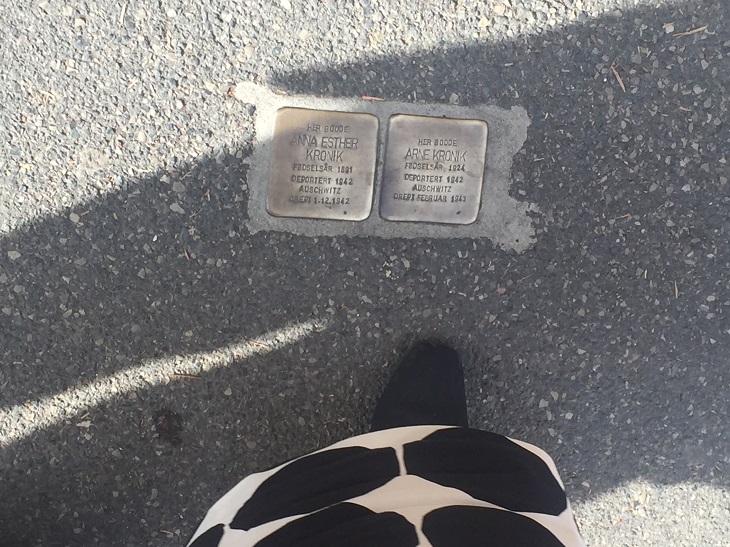 HER BODDE
ANNA ESTHER
KRONIK
FØDSELSÅR 1891
DEPORTERT 1942
AUSCHWITZ
DREPT 1.12.1942
HER BODDE
ARNE KRONIK
FØDSELSÅR 1924
DEPORTERT 1942
AUSCHWITZ
DREPT FEBRUAR 1943